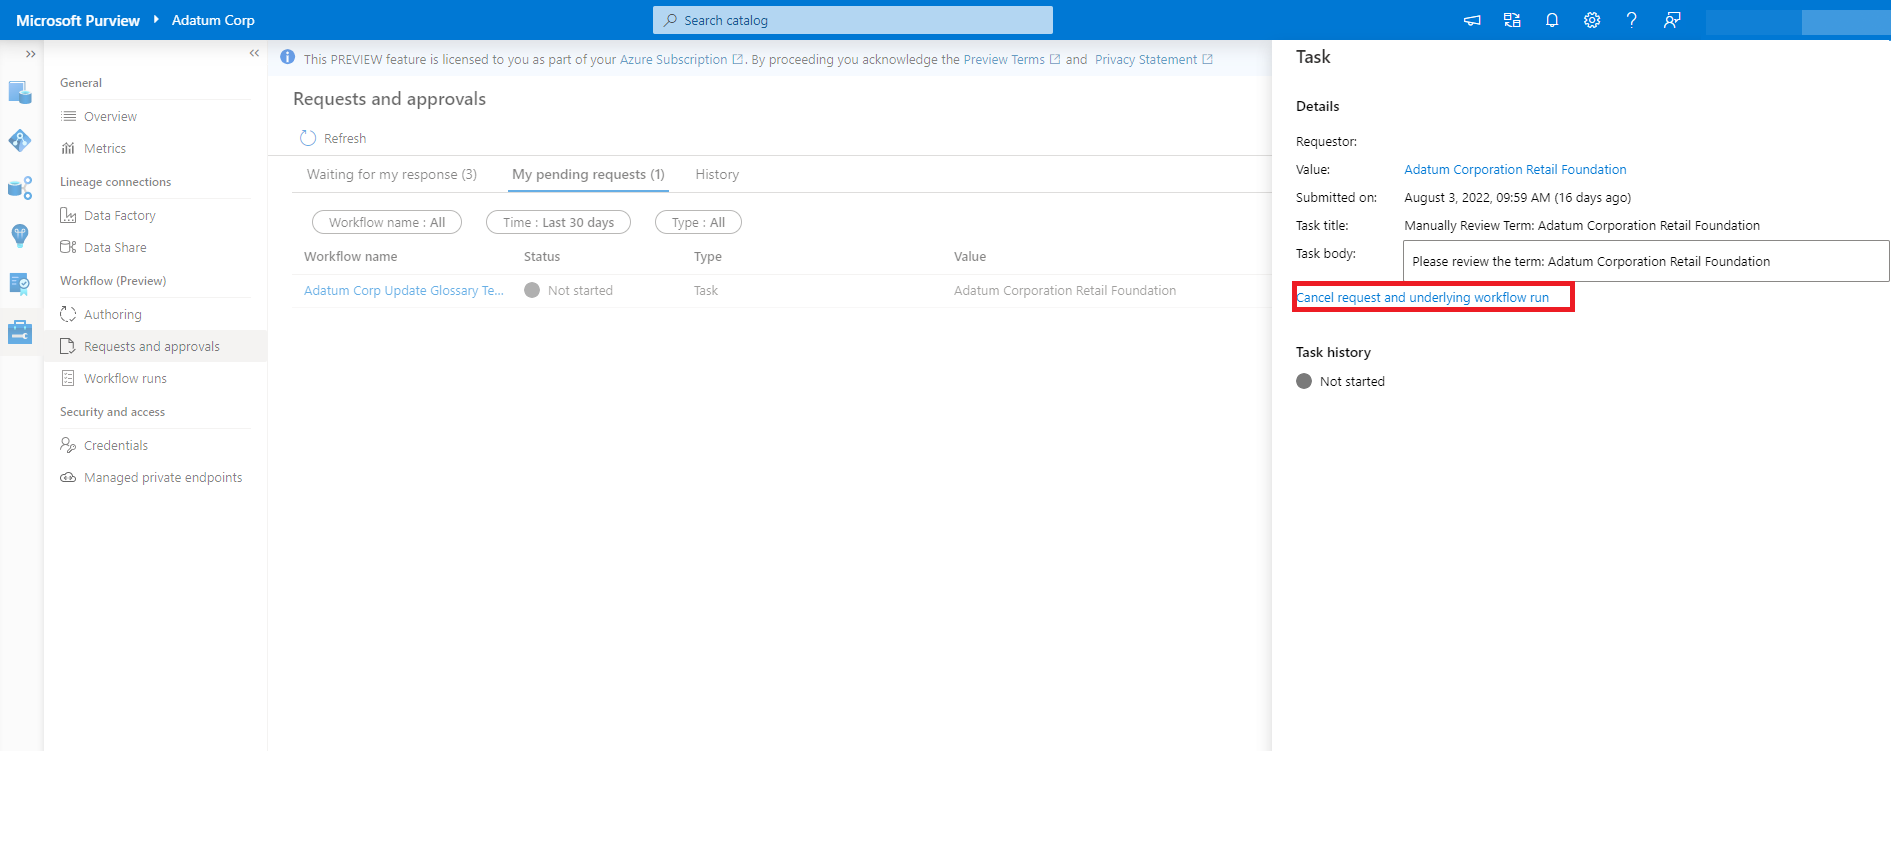 Microsoft Purview Adatum Corp
Search catalog
General
Overview
Metrics
Lineage connections
Data Factory
Data Share
Workflow (Preview)
Authoring
Requests and approvals
Workflow runs
Security and access
Credentials
Managed private endpoints
This PREVIEW feature is licensed to you as part of your Azure Subscription . By proceeding you acknowledge the Preview Terms and Privacy Statement
Requests and approvals
Refresh
Waiting for my response (3) My pending requests (1) History
Workflow name : All Time : Last 30 days Type : All
Workflow name Status Type Value
Adatum Corp Update Glossary Te... Not started Task Adatum Corporation Retail Foundation
Task
Details
Requestor:
Value: Adatum Corporation Retail Foundation
Submitted on: August 3, 2022, 09:59 AM (16 days ago)
Task title: Manually Review Term: Adatum Corporation Retail Foundation
Task body: Please review the term: Adatum Corporation Retail Foundation
Cancel request and underlying workflow run
Task history
Not started